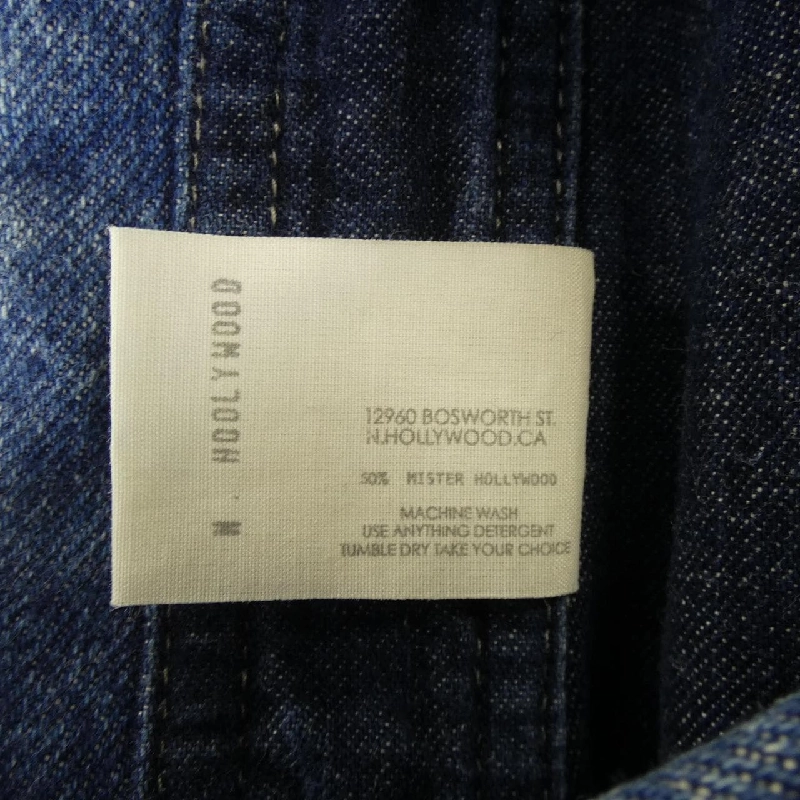 N. HOOLYWOOD
12960 BOSWORTH ST.
N.HOLLYWOOD.CA
50% MISTER HOLLYWOOD
MACHINE WASH
USE ANYTHING DETERGENT
TUMBLE DRY TAKE YOUR CHOICE